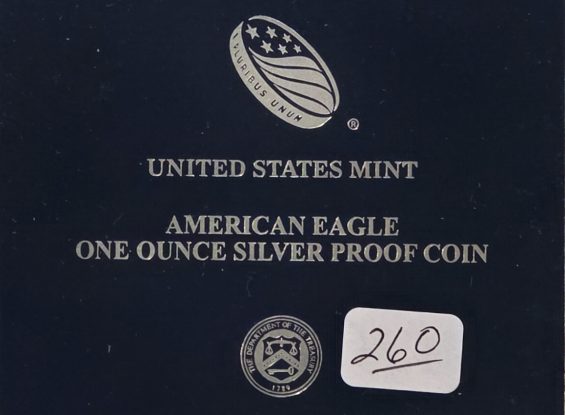 E PLURIBUS UNUM
®
UNITED STATES MINT
AMERICAN EAGLE
ONE OUNCE SILVER PROOF COIN
THE DEPARTMENT OF THE TREASURY
1789
260